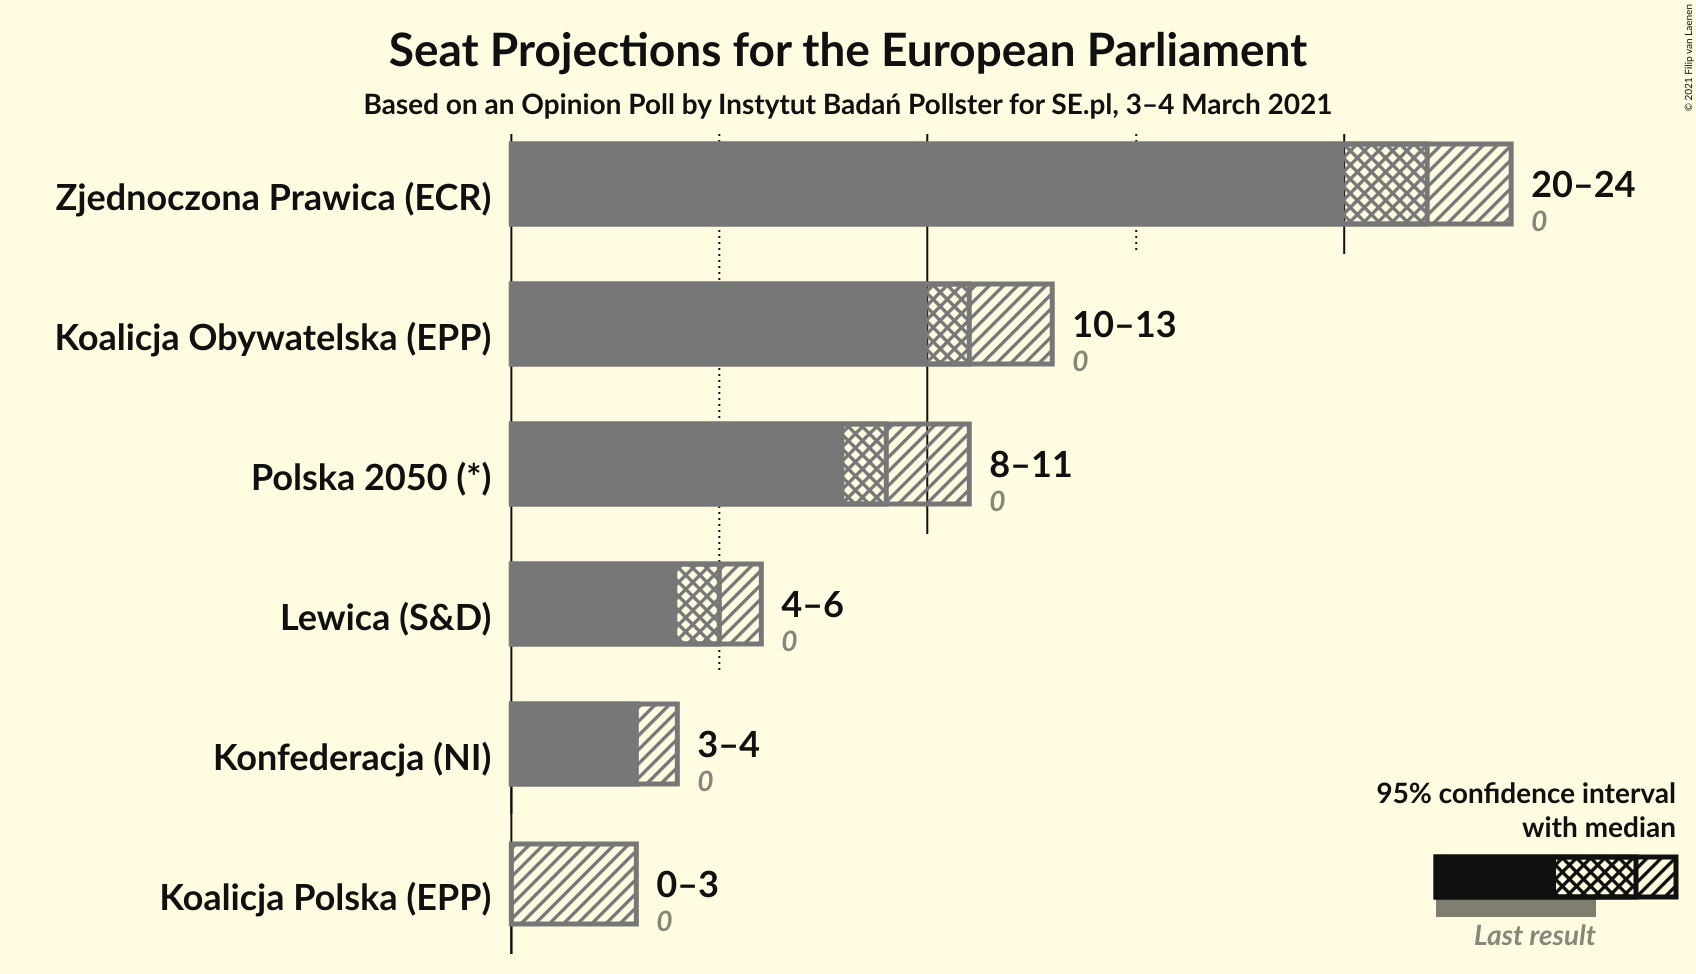 Seat Projections for the European Parliament
Based on an Opinion Poll by Instytut Badań Pollster for SE.pl, 3–4 March 2021
© 2021 Filip van Laenen
Zjednoczona Prawica (ECR)
20–24
0
Koalicja Obywatelska (EPP)
10–13
0
Polska 2050 (*)
8–11
0
Lewica (S&D)
4–6
0
Konfederacja (NI)
3–4
0
Koalicja Polska (EPP)
0–3
0
95% confidence interval
with median
Last result